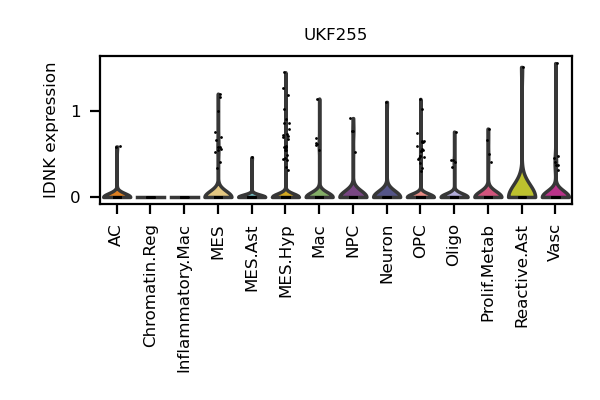 UKF255
IDNK expression
1
0
AC
Chromatin.Reg
Inflammatory.Mac
MES
MES.Ast
MES.Hyp
Mac
NPC
Neuron
OPC
Oligo
Prolif.Metab
Reactive.Ast
Vasc